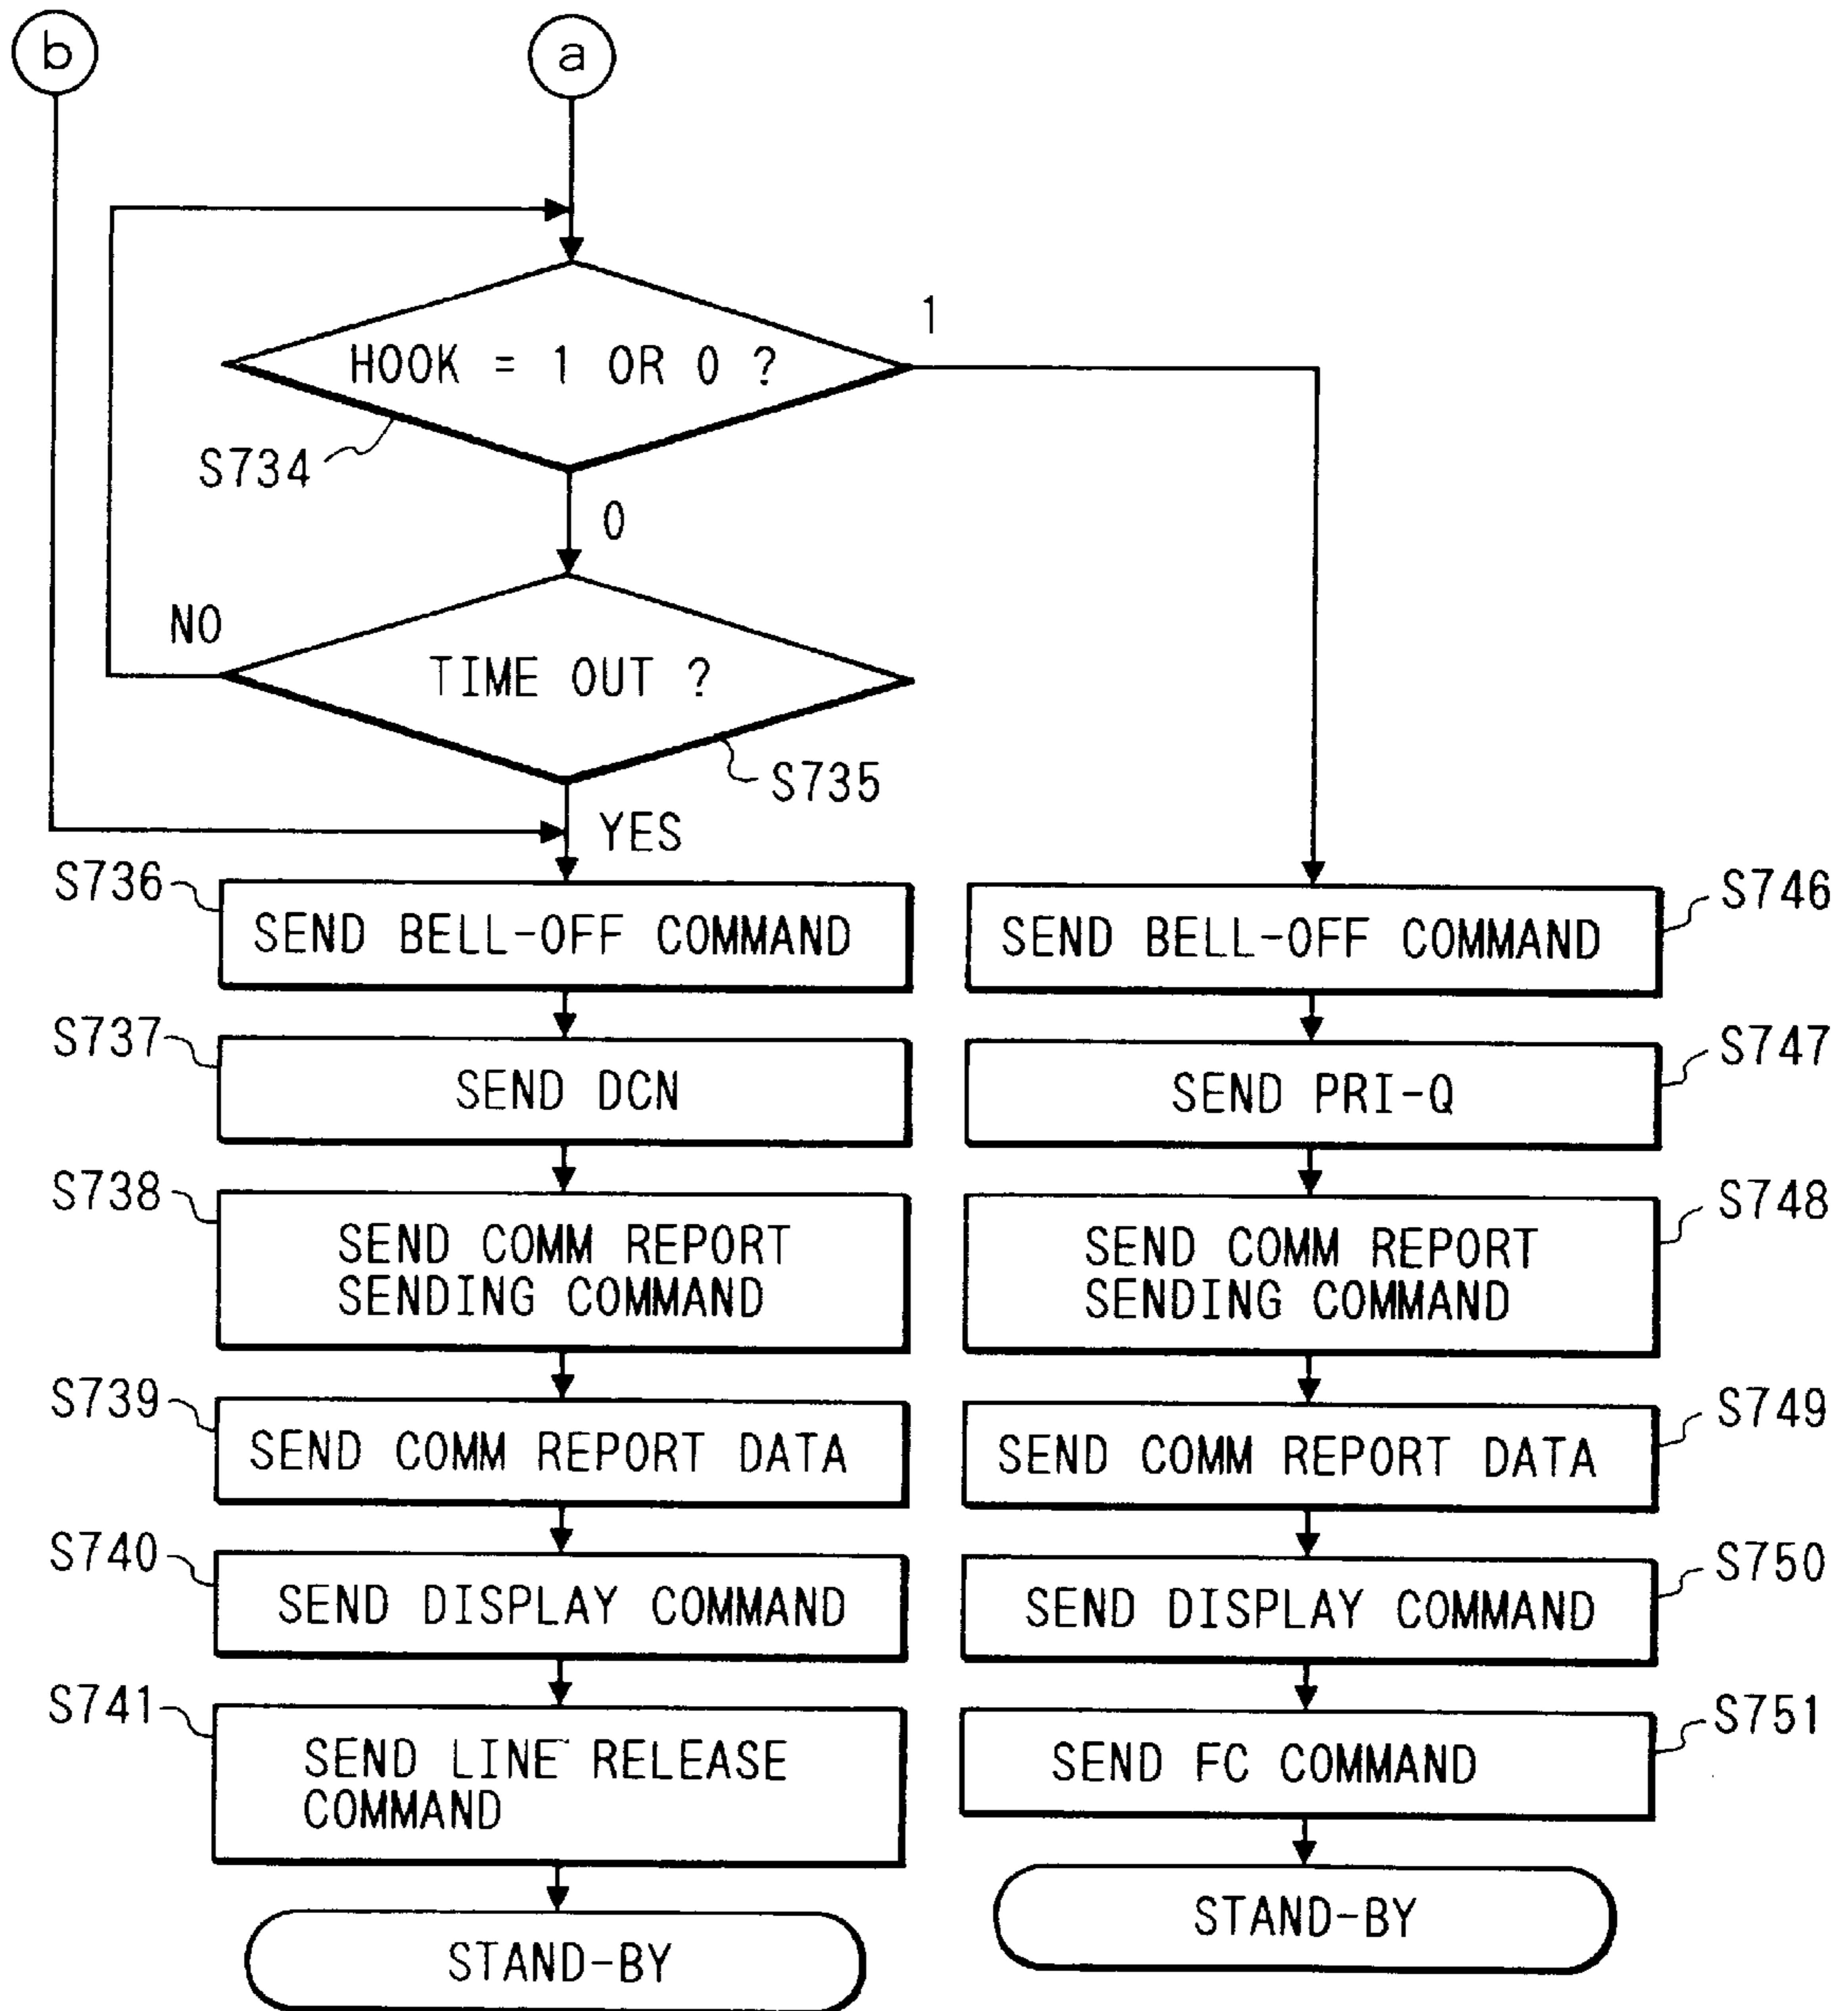 b
a
HOOK = 1 OR 0 ?
1
S734
0
NO
TIME OUT ?
S735
YES
S736
SEND BELL-OFF COMMAND
S737
SEND DCN
S738
SEND COMM REPORT
SENDING COMMAND
S739
SEND COMM REPORT DATA
S740
SEND DISPLAY COMMAND
S741
SEND LINE RELEASE
COMMAND
STAND-BY
SEND BELL-OFF COMMAND
S746
SEND PRI-Q
S747
SEND COMM REPORT
SENDING COMMAND
S748
SEND COMM REPORT DATA
S749
SEND DISPLAY COMMAND
S750
SEND FC COMMAND
S751
STAND-BY